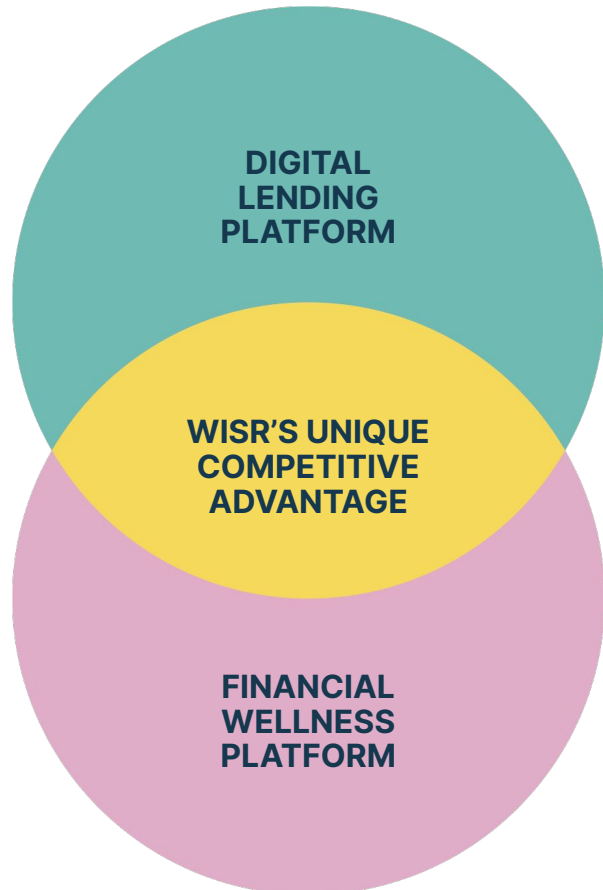 DIGITAL
LENDING
PLATFORM
WISR’S UNIQUE
COMPETITIVE
ADVANTAGE
FINANCIAL
WELLNESS
PLATFORM